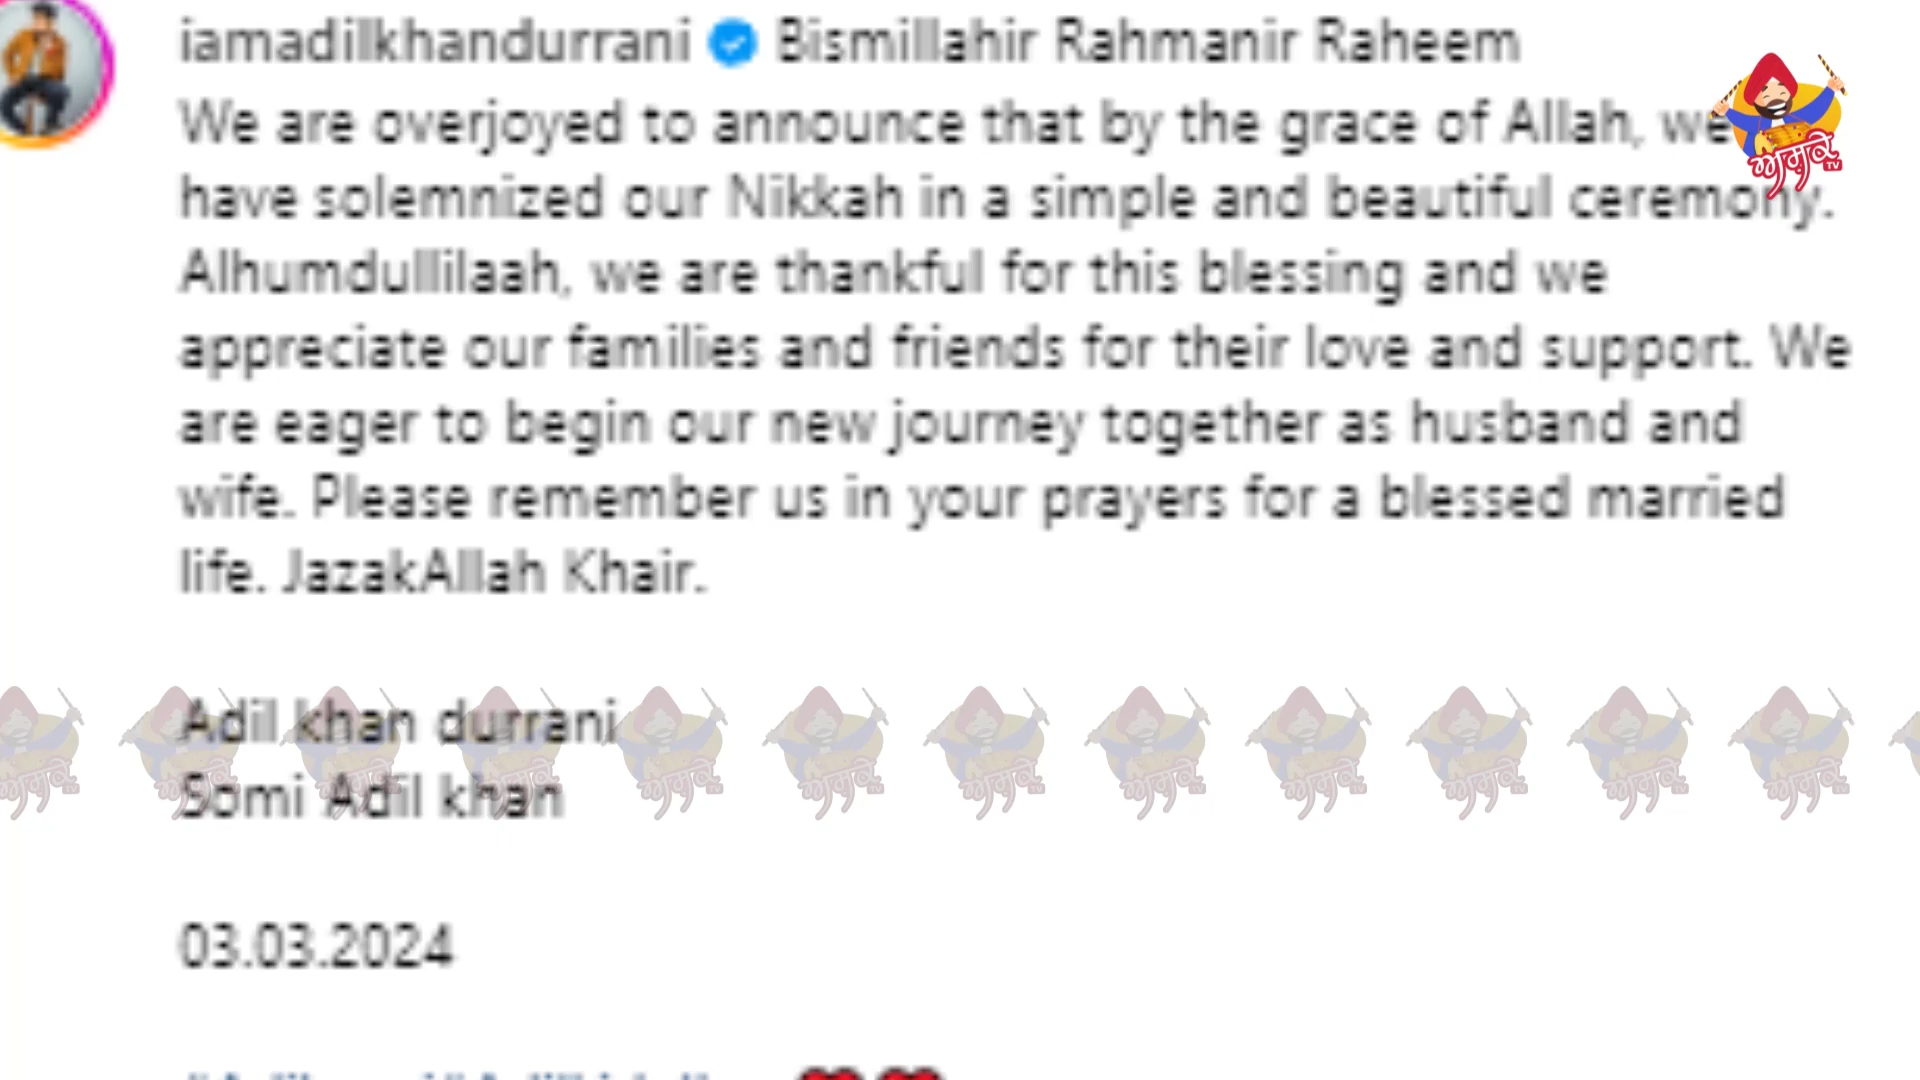 iamadilkhandurrani Bismillahir Rahmanir Raheem
We are overjoyed to announce that by the grace of Allah, we
have solemnized our Nikkah in a simple and beautiful ceremony.
Alhumdullilaah, we are thankful for this blessing and we
appreciate our families and friends for their love and support. We
are eager to begin our new journey together as husband and
wife. Please remember us in your prayers for a blessed married
life. JazakAllah Khair.
Adil khan durrani
Somi Adil khan
03.03.2024